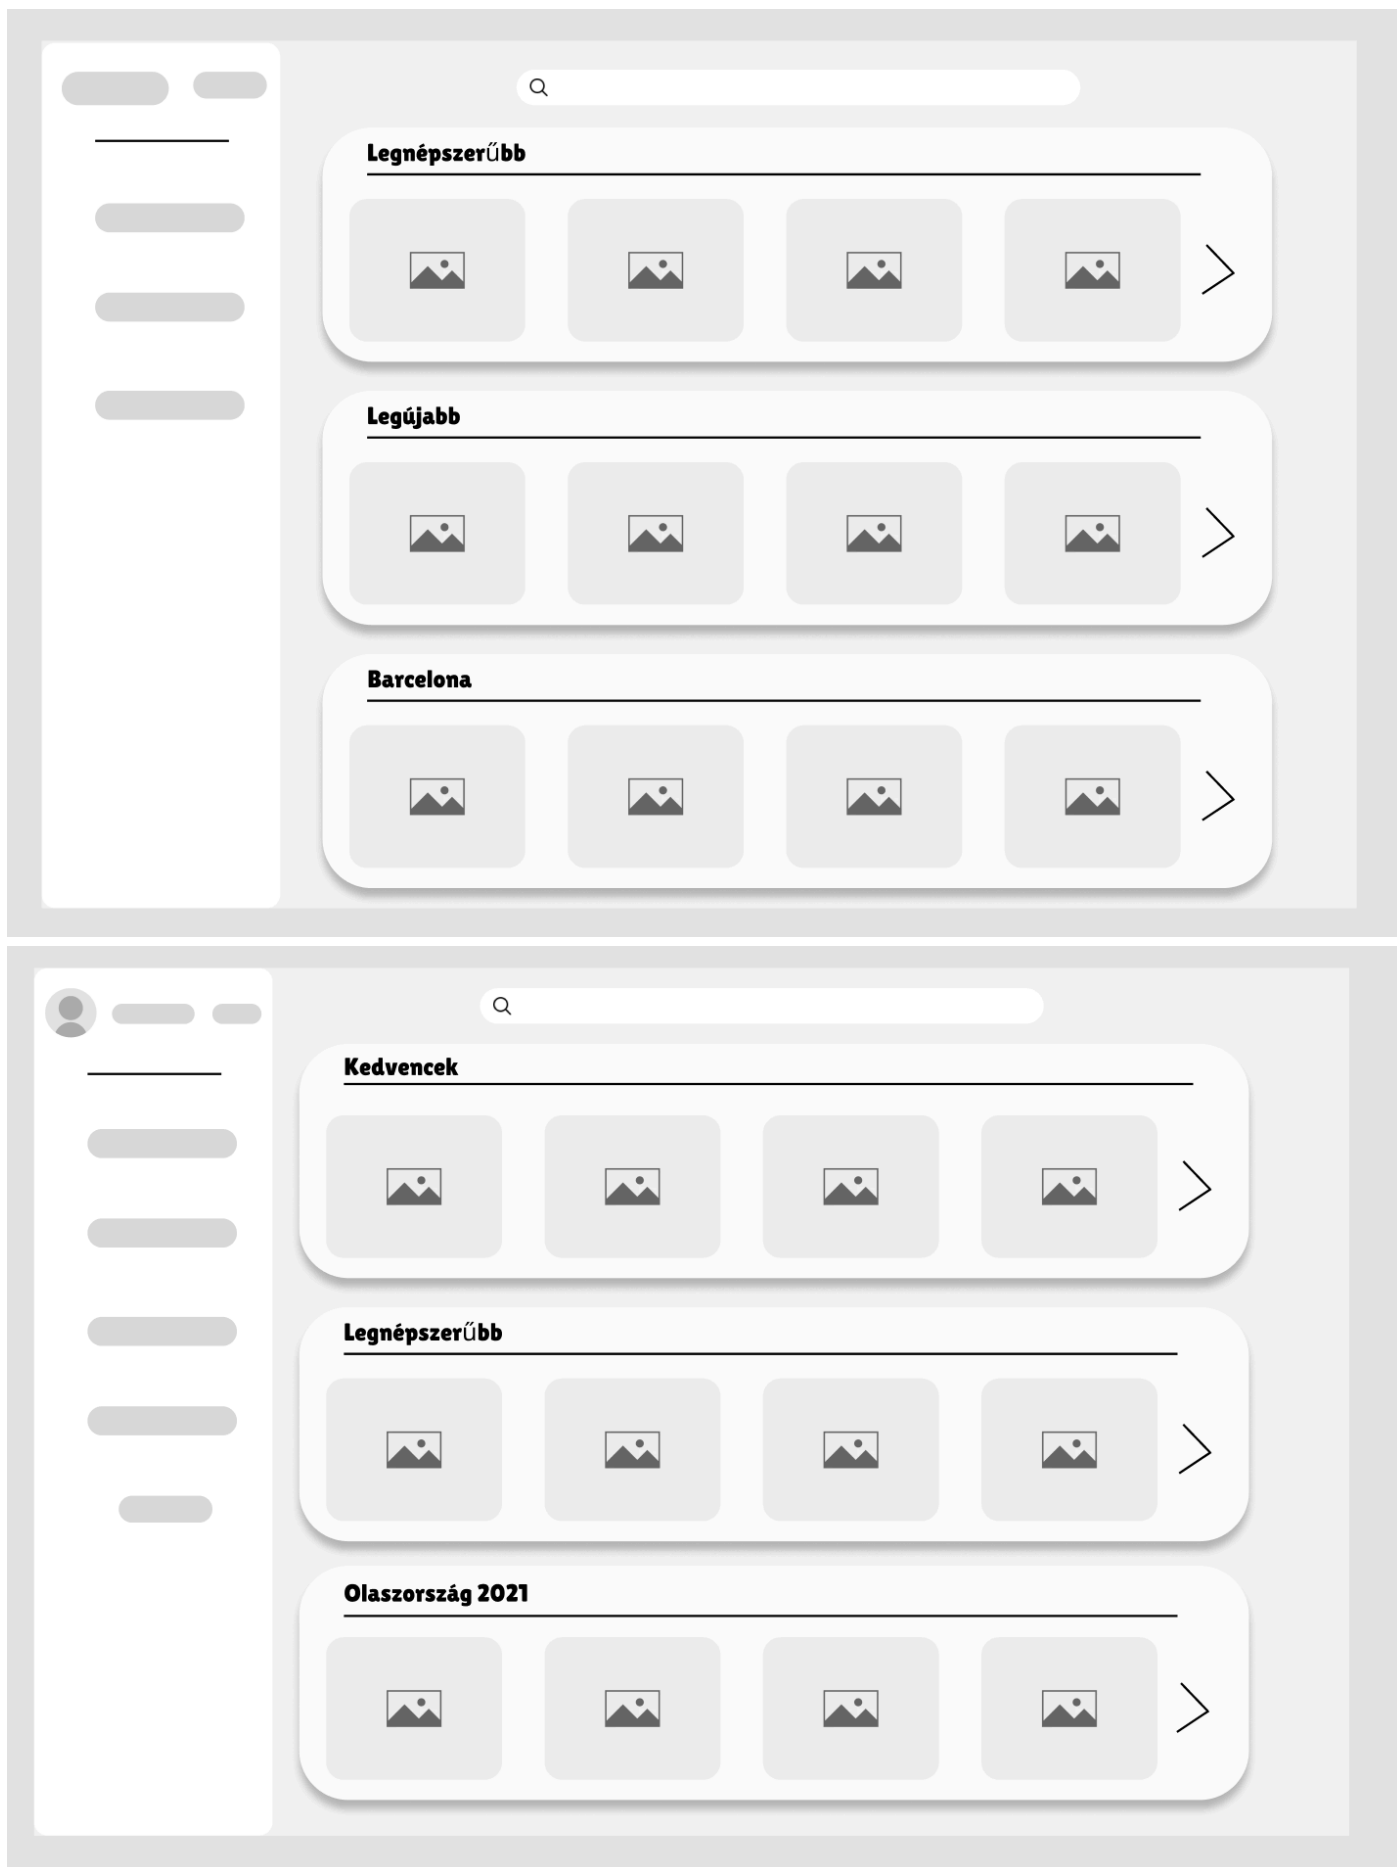 Legnépszerűbb
Legújabb
Barcelona
Kedvencek
Legnépszerűbb
Olaszország 2021